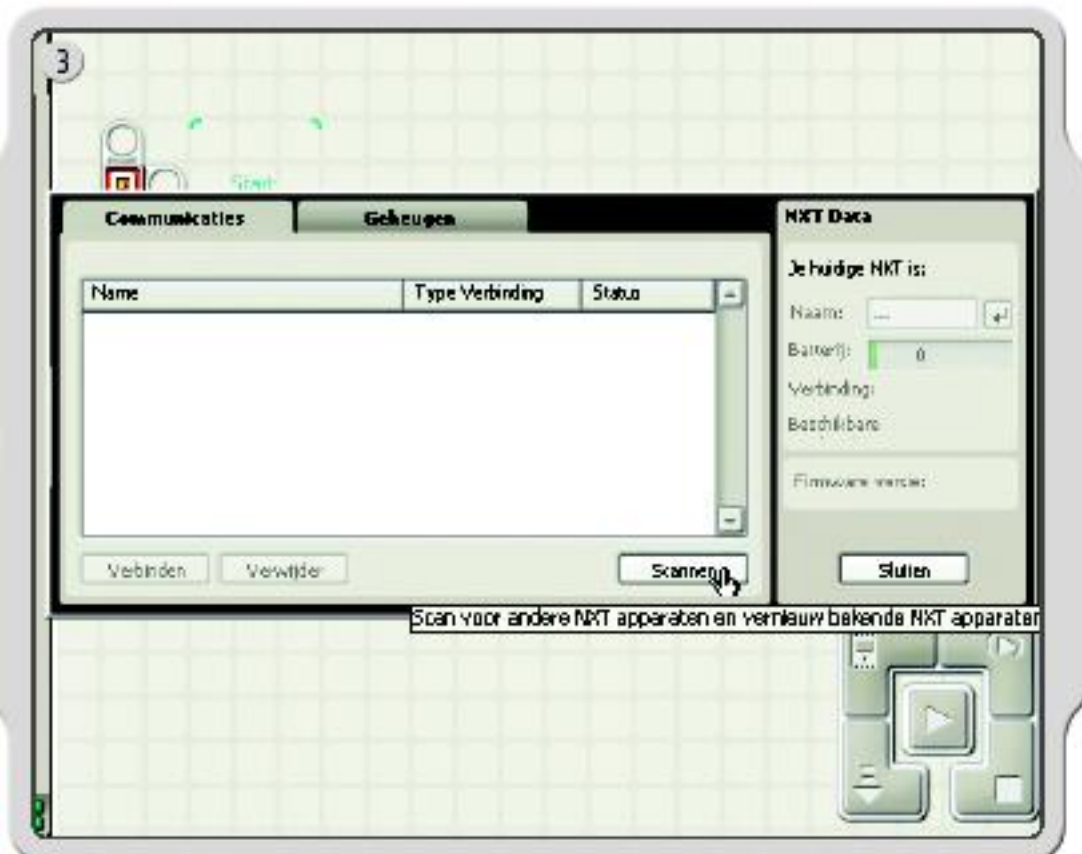 3
Start
Communicaties
Geheugen
NXT Data
Je huidige NXT is:
Name
Type Verbinding
Status
Naam: ---
Batterij: 0
Verbinding:
Beschikbare
Firmware versie:
Verbinden
Verwijder
Scannen
Sluiten
Scan voor andere NXT apparaten en vernieuw bekende NXT apparaten